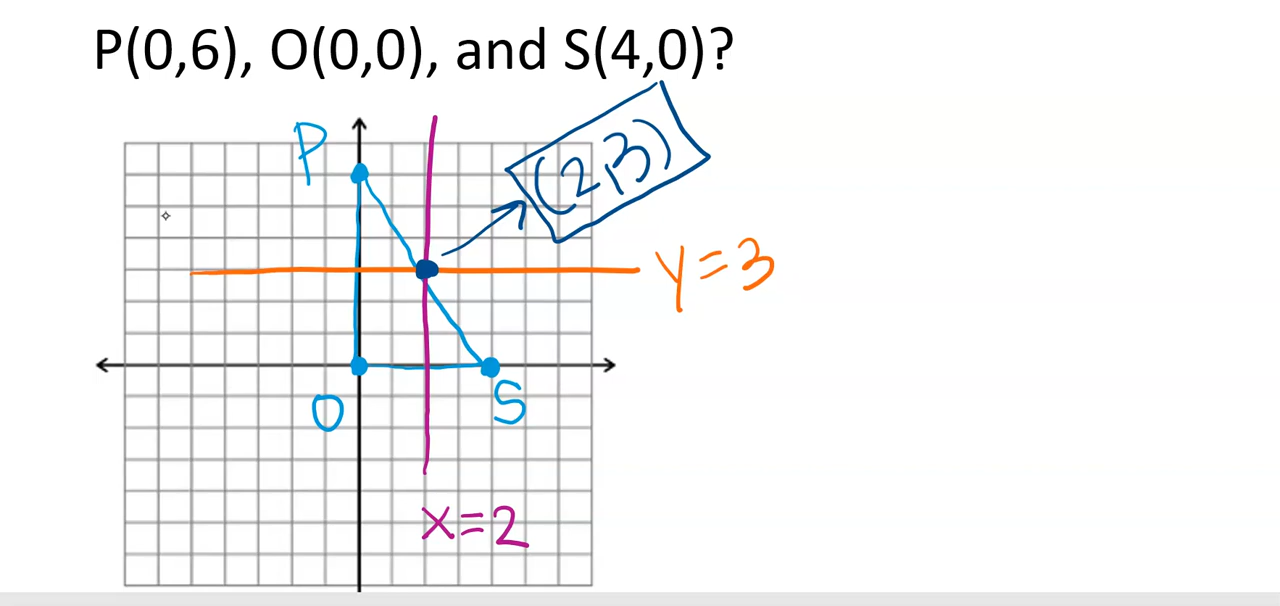 P(0,6), O(0,0), and S(4,0)?
P
(2,3)
y=3
O
S
x=2